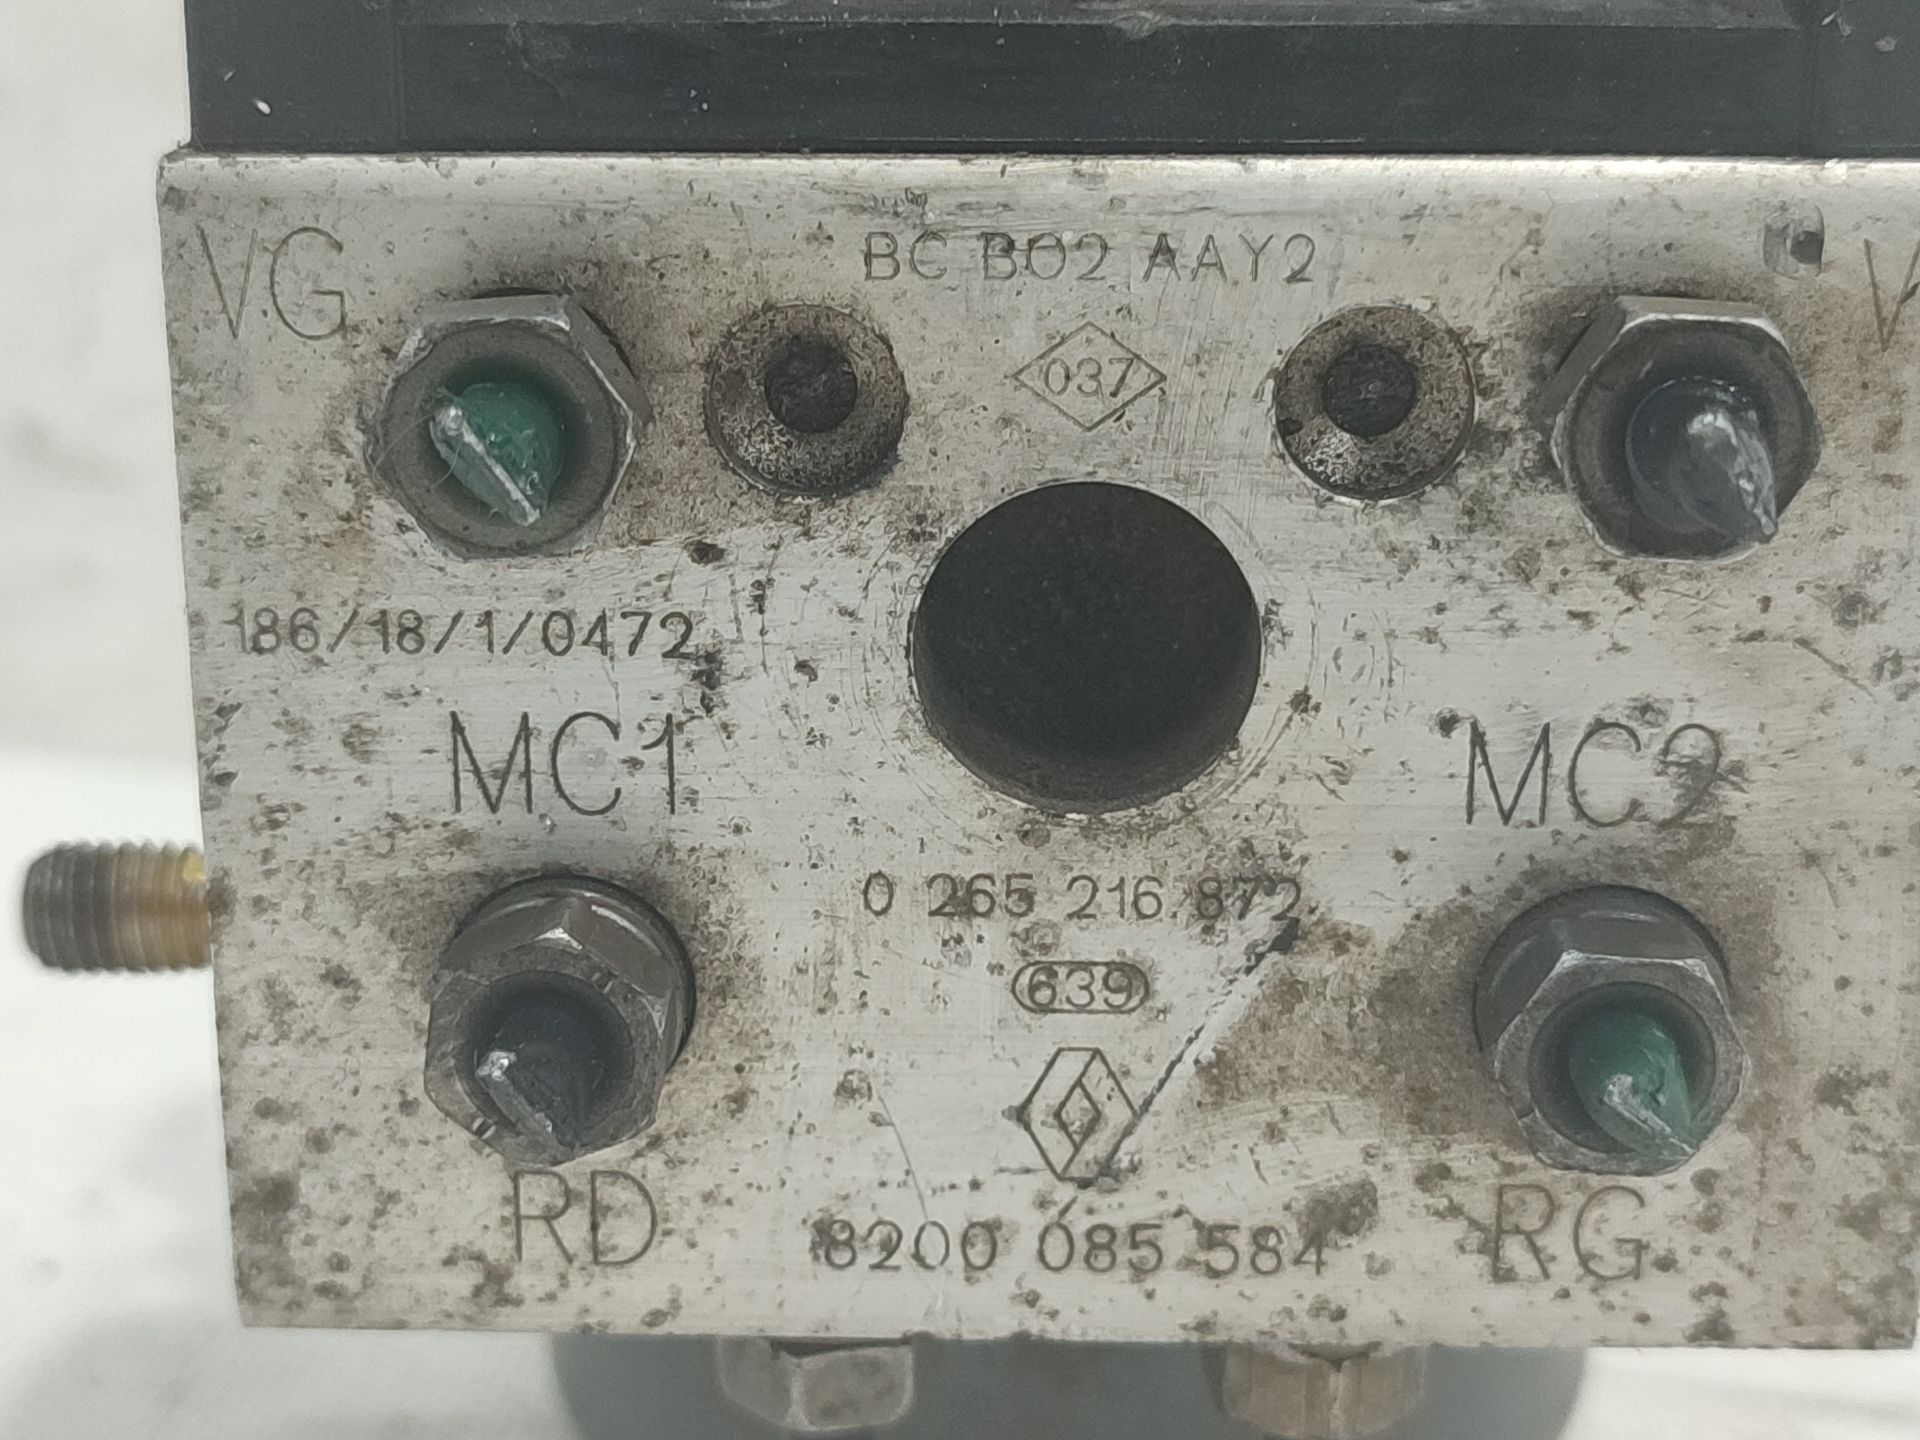 BC B02 AAY2
VG
037
186/18/1/0472
MC1
MC2
0 265 216 872
639
RD
RG
8200 085 584